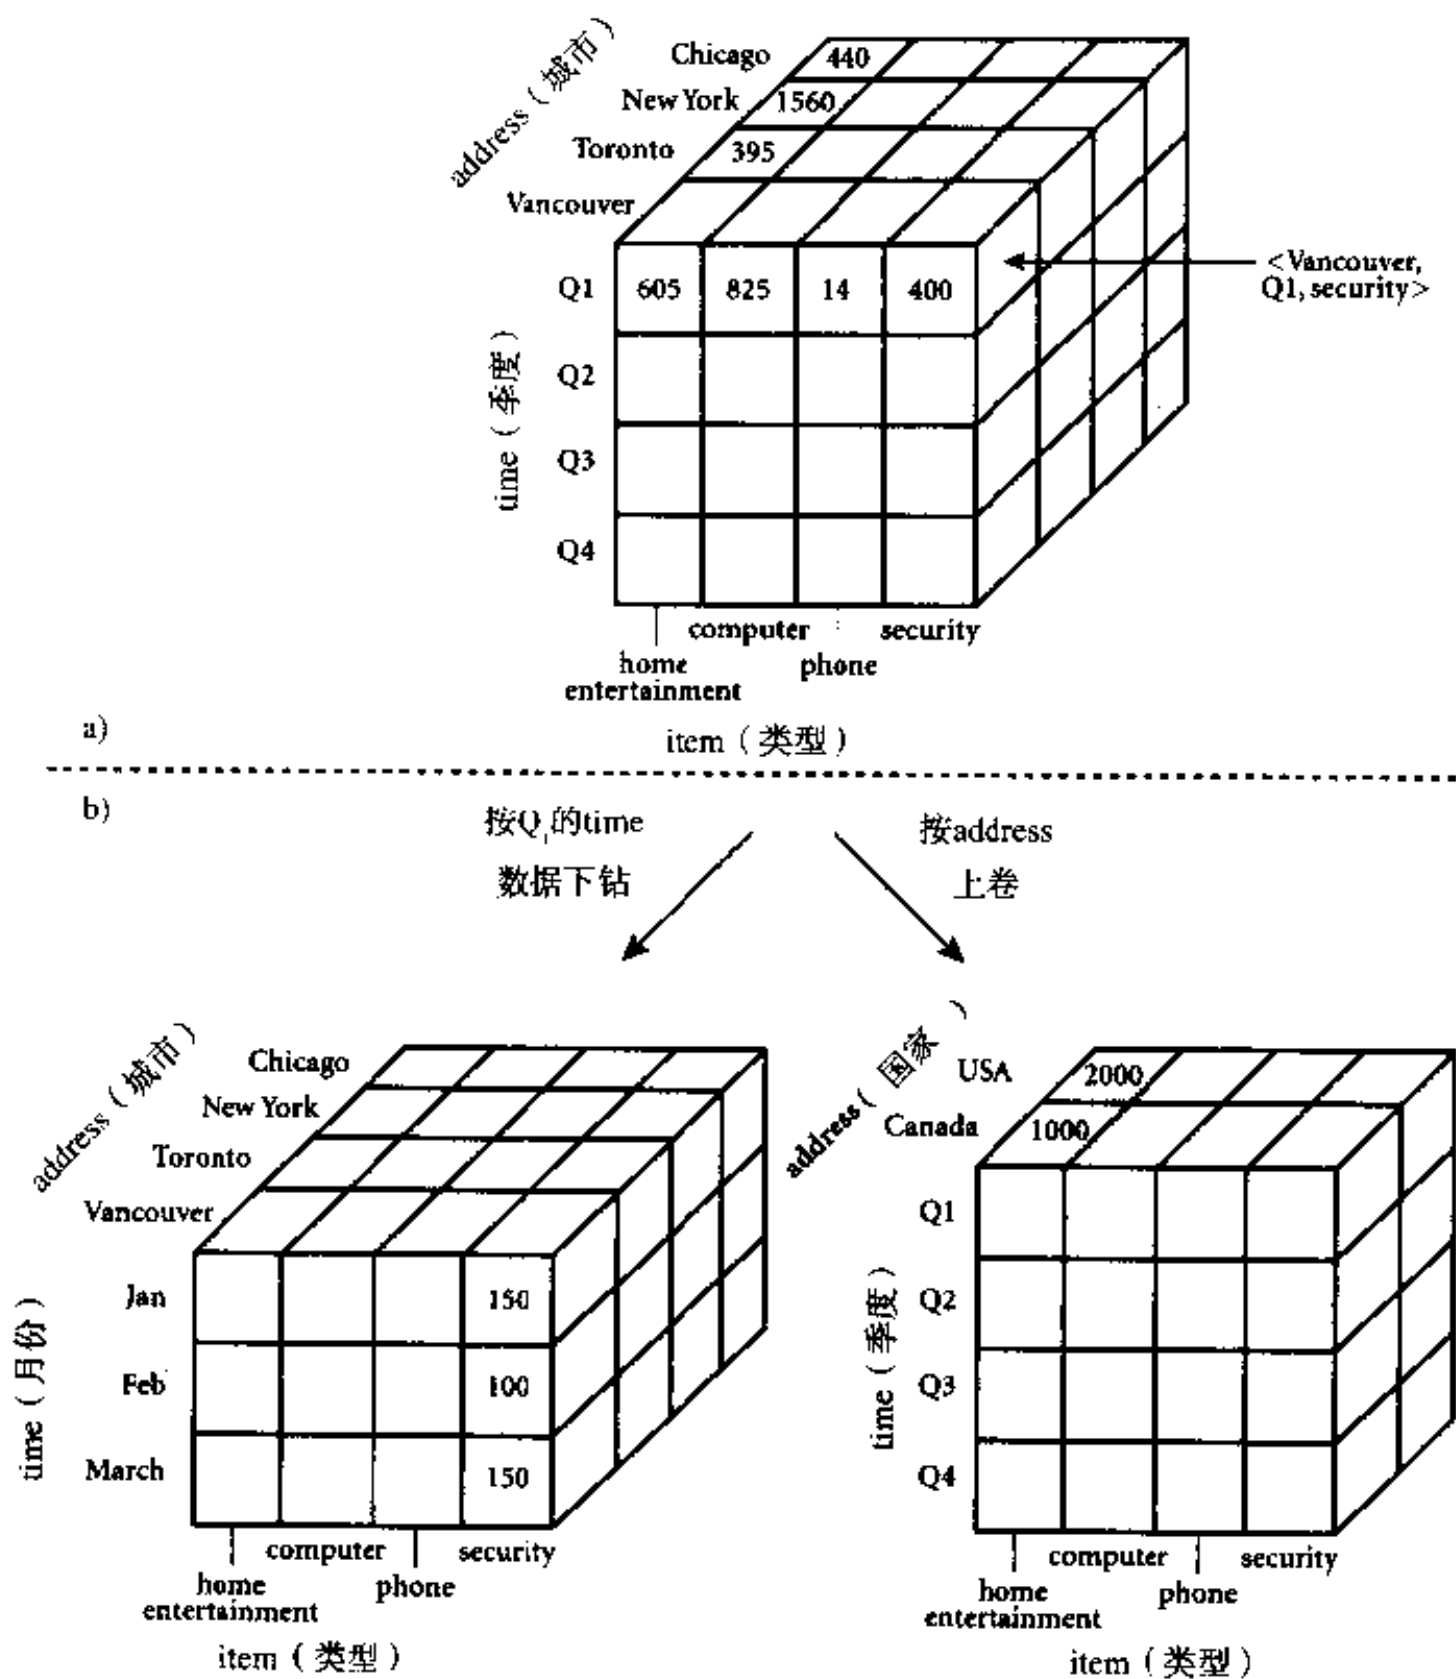 address（城市）
Chicago
440
New York
1560
Toronto
395
Vancouver
Q1
605
825
14
400
<Vancouver,
Q1, security>
Q2
Q3
Q4
time（季度）
computer
security
home
entertainment
phone
item（类型）
a)
b)
按Q1的time
数据下钻
按address
上卷
address（城市）
Chicago
New York
Toronto
Vancouver
Jan
150
Feb
100
March
150
time（月份）
computer
security
home
entertainment
phone
item（类型）
address（国家）
USA
2000
Canada
1000
Q1
Q2
Q3
Q4
time（季度）
computer
security
home
entertainment
phone
item（类型）